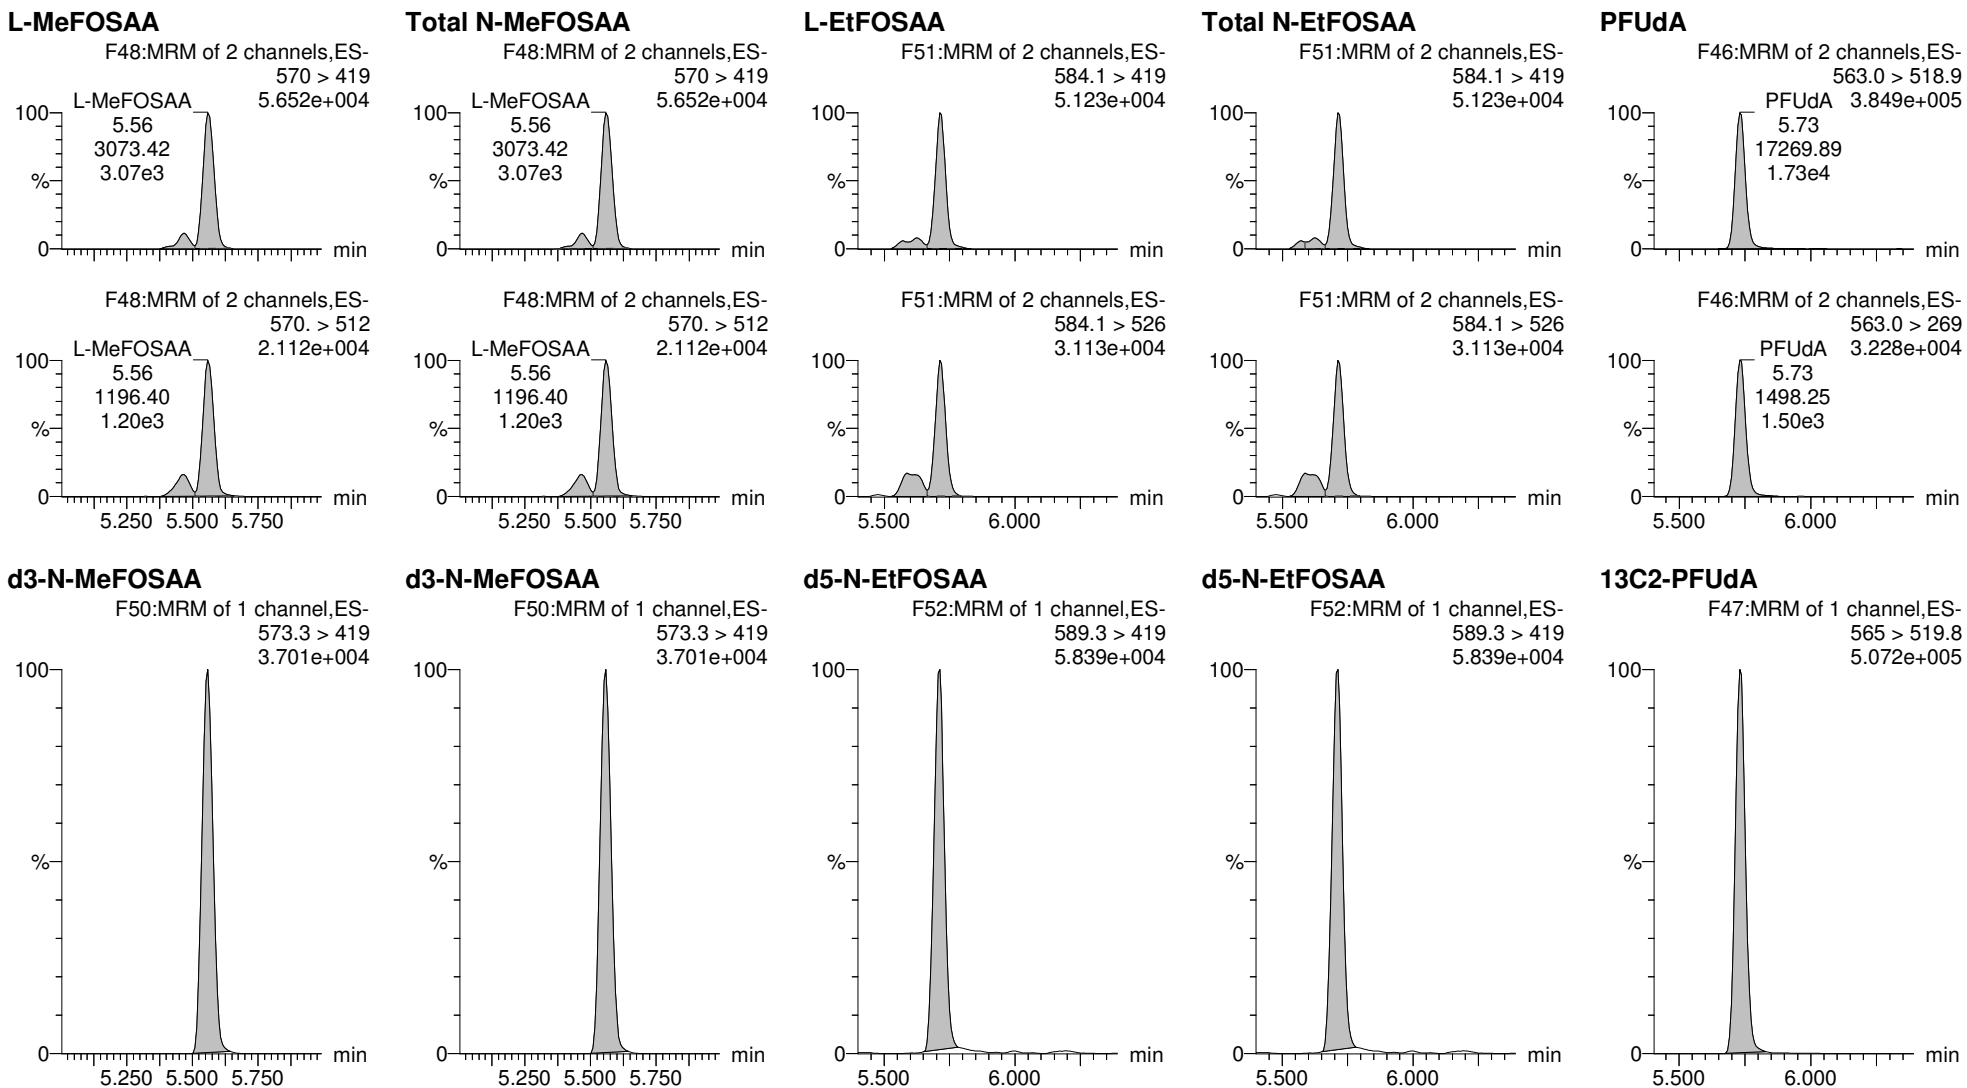 L-MeFOSAA
F48:MRM of 2 channels,ES-
570 > 419
5.652e+004
L-MeFOSAA
5.56
3073.42
3.07e3
100
%
0
min
F48:MRM of 2 channels,ES-
570. > 512
2.112e+004
L-MeFOSAA
5.56
1196.40
1.20e3
100
%
0
min
5.250 5.500 5.750
Total N-MeFOSAA
F48:MRM of 2 channels,ES-
570 > 419
5.652e+004
L-MeFOSAA
5.56
3073.42
3.07e3
100
%
0
min
F48:MRM of 2 channels,ES-
570. > 512
2.112e+004
L-MeFOSAA
5.56
1196.40
1.20e3
100
%
0
min
5.250 5.500 5.750
L-EtFOSAA
F51:MRM of 2 channels,ES-
584.1 > 419
5.123e+004
100
%
0
min
F51:MRM of 2 channels,ES-
584.1 > 526
3.113e+004
100
%
0
min
5.500 6.000
Total N-EtFOSAA
F51:MRM of 2 channels,ES-
584.1 > 419
5.123e+004
100
%
0
min
F51:MRM of 2 channels,ES-
584.1 > 526
3.113e+004
100
%
0
min
5.500 6.000
PFUdA
F46:MRM of 2 channels,ES-
563.0 > 518.9
3.849e+005
PFUdA
5.73
17269.89
1.73e4
100
%
0
min
F46:MRM of 2 channels,ES-
563.0 > 269
3.228e+004
PFUdA
5.73
1498.25
1.50e3
100
%
0
min
5.500 6.000
d3-N-MeFOSAA
F50:MRM of 1 channel,ES-
573.3 > 419
3.701e+004
100
%
0
min
5.250 5.500 5.750
d3-N-MeFOSAA
F50:MRM of 1 channel,ES-
573.3 > 419
3.701e+004
100
%
0
min
5.250 5.500 5.750
d5-N-EtFOSAA
F52:MRM of 1 channel,ES-
589.3 > 419
5.839e+004
100
%
0
min
5.500 6.000
d5-N-EtFOSAA
F52:MRM of 1 channel,ES-
589.3 > 419
5.839e+004
100
%
0
min
5.500 6.000
13C2-PFUdA
F47:MRM of 1 channel,ES-
565 > 519.8
5.072e+005
100
%
0
min
5.500 6.000